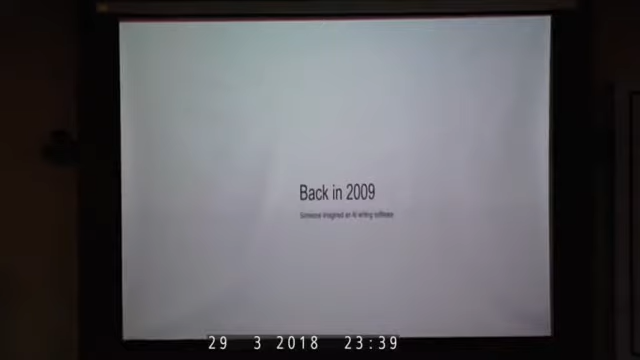 Back in 2009
Someone imagined an AI writing software
29 3 2018 23:39